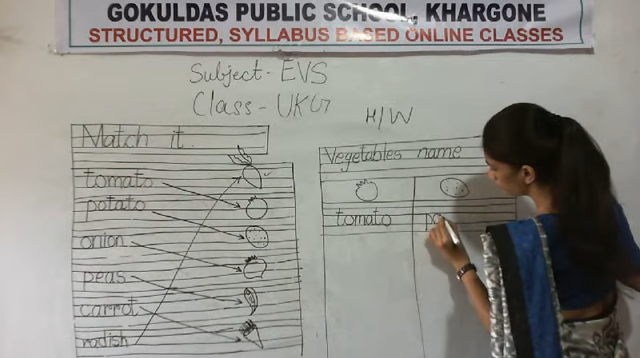 GOKULDAS PUBLIC SCHOOL, KHARGONE
STRUCTURED, SYLLABUS BASED ONLINE CLASSES
Subject- EVS
Class- UKG
H/W
Match it.
tomato
potato
onion
peas
carrot
radish
Vegetables name
tomato
po